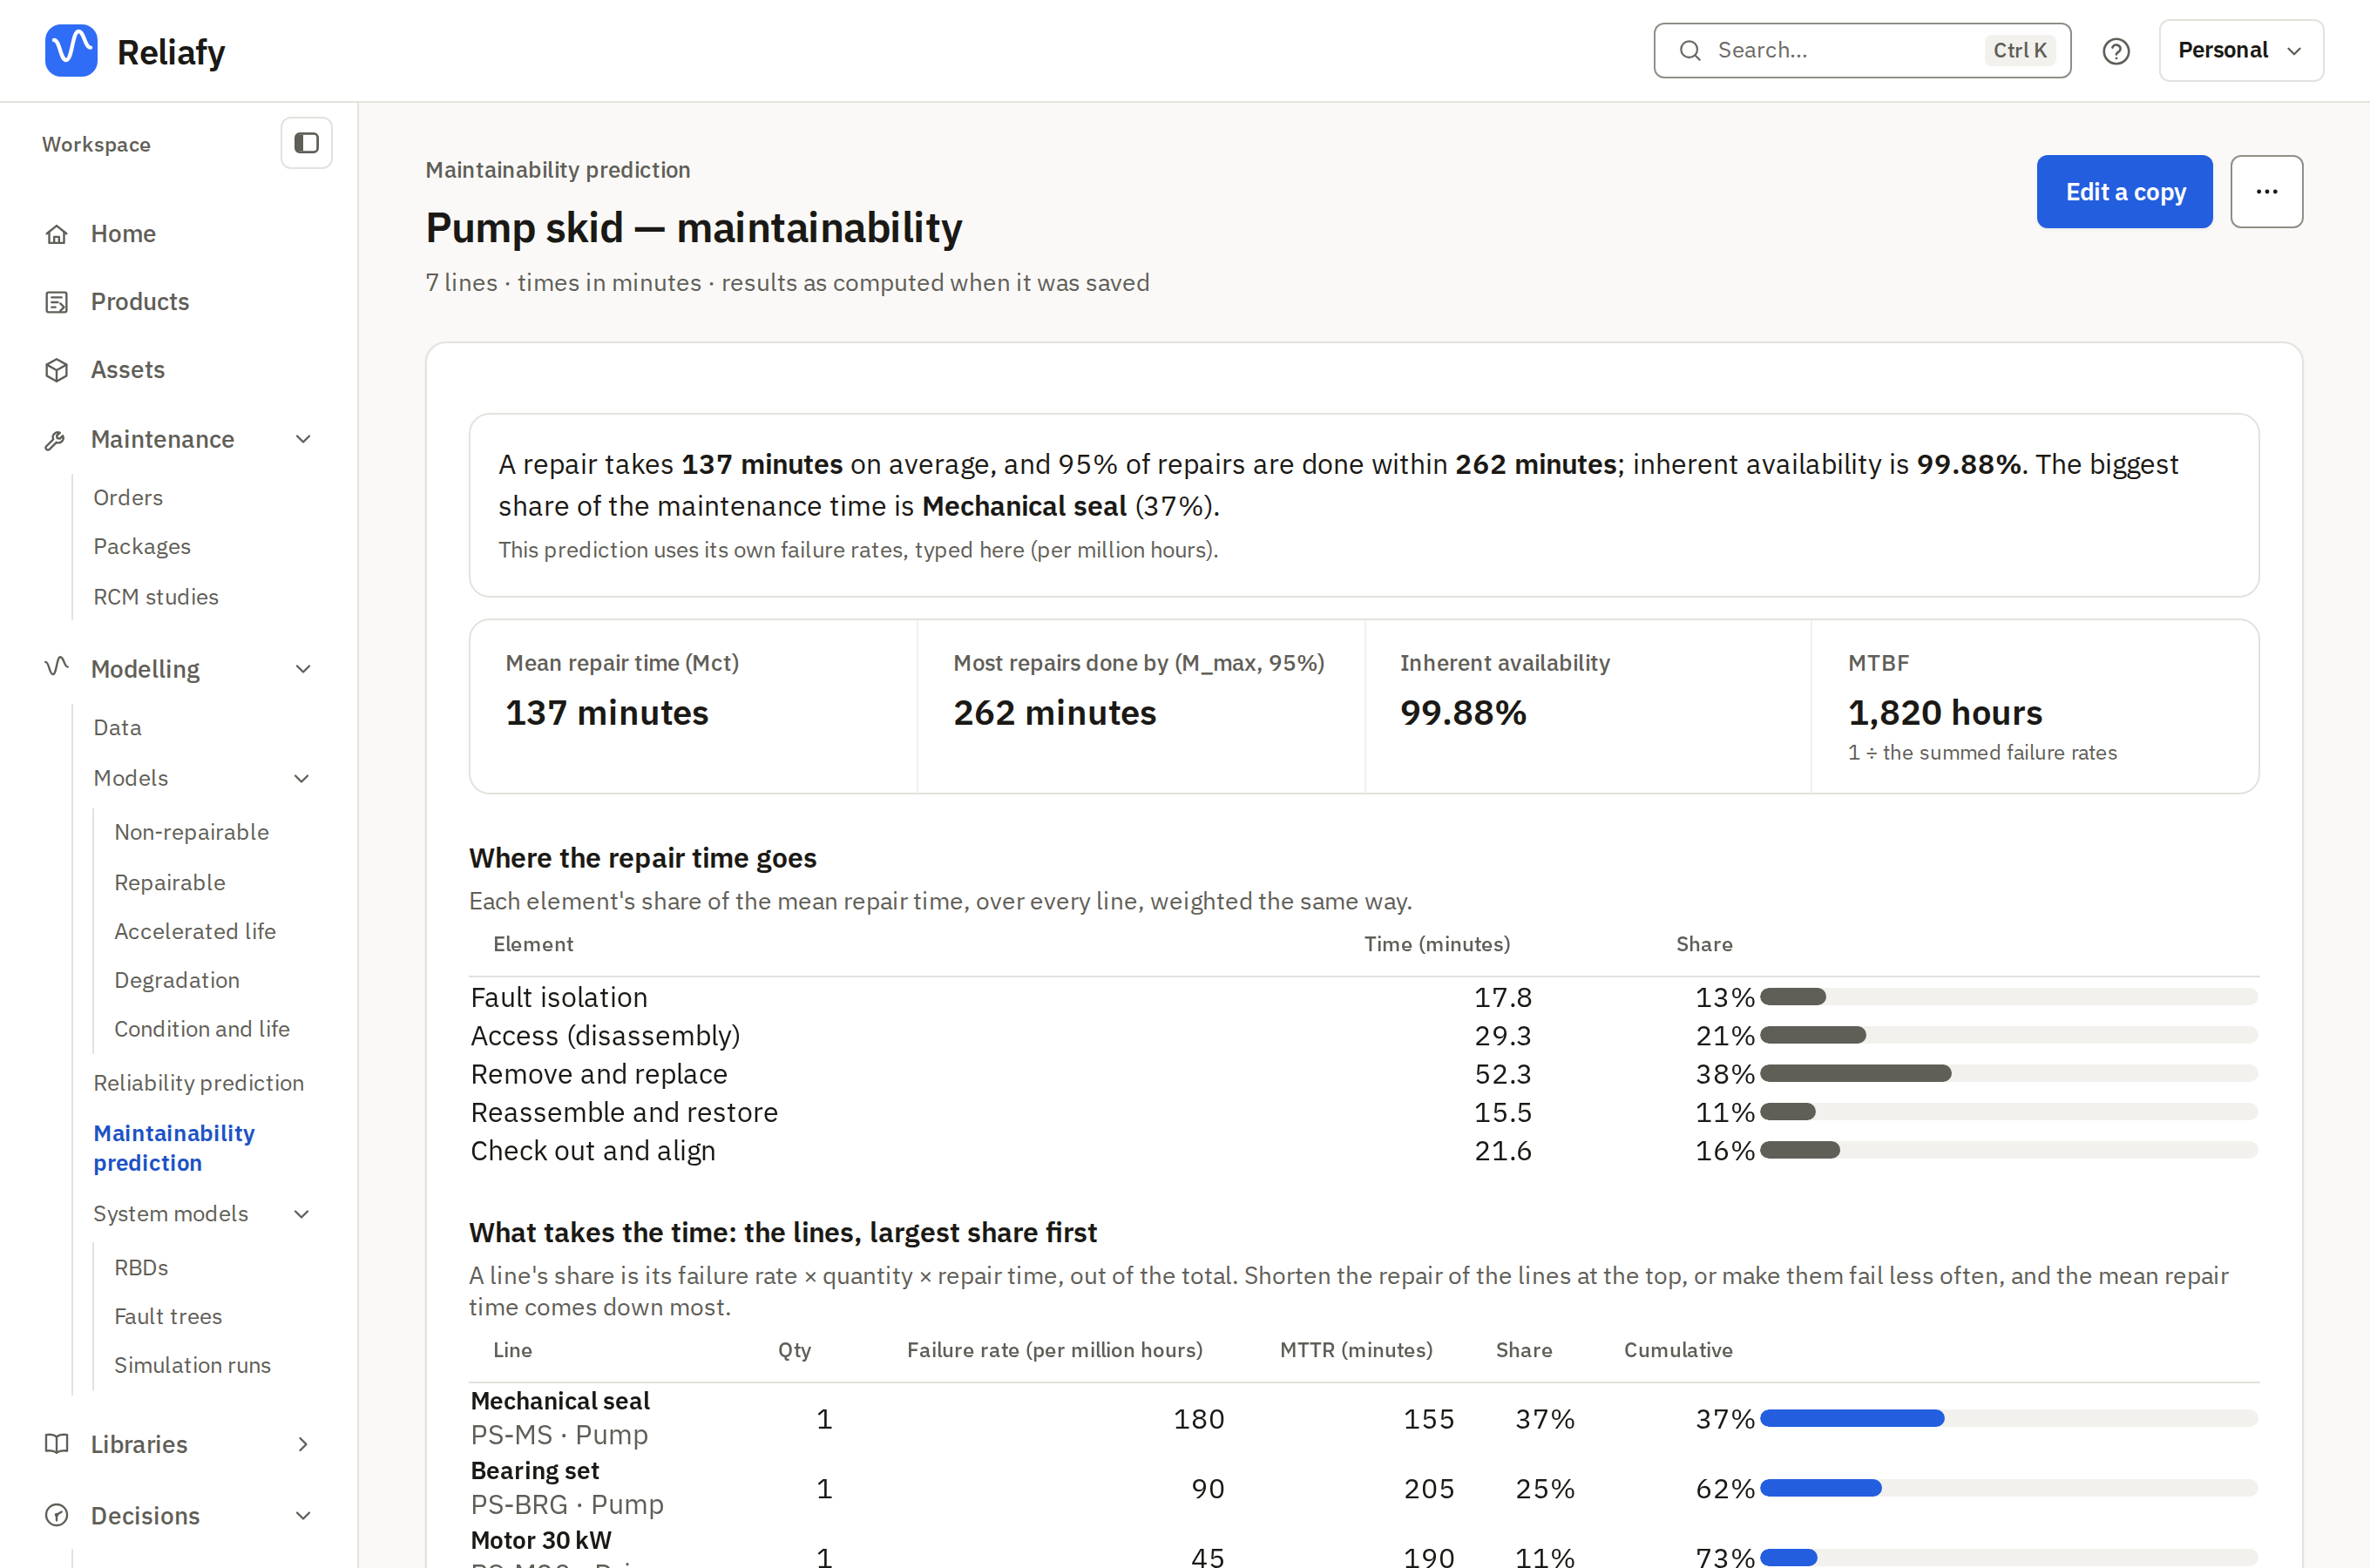 Reliafy
Search...
Ctrl K
Personal
Workspace
Home
Products
Assets
Maintenance
Orders
Packages
RCM studies
Modelling
Data
Models
Non-repairable
Repairable
Accelerated life
Degradation
Condition and life
Reliability prediction
Maintainability
prediction
System models
RBDs
Fault trees
Simulation runs
Libraries
Decisions
Maintainability prediction
Pump skid — maintainability
7 lines · times in minutes · results as computed when it was saved
Edit a copy
A repair takes 137 minutes on average, and 95% of repairs are done within 262 minutes; inherent availability is 99.88%. The biggest
share of the maintenance time is Mechanical seal (37%).
This prediction uses its own failure rates, typed here (per million hours).
Mean repair time (Mct)
137 minutes
Most repairs done by (M_max, 95%)
262 minutes
Inherent availability
99.88%
MTBF
1,820 hours
1 ÷ the summed failure rates
Where the repair time goes
Each element's share of the mean repair time, over every line, weighted the same way.
Element Time (minutes) Share
Fault isolation 17.8 13%
Access (disassembly) 29.3 21%
Remove and replace 52.3 38%
Reassemble and restore 15.5 11%
Check out and align 21.6 16%
What takes the time: the lines, largest share first
A line's share is its failure rate × quantity × repair time, out of the total. Shorten the repair of the lines at the top, or make them fail less often, and the mean repair
time comes down most.
Line Qty Failure rate (per million hours) MTTR (minutes) Share Cumulative
Mechanical seal
PS-MS · Pump 1 180 155 37% 37%
Bearing set
PS-BRG · Pump 1 90 205 25% 62%
Motor 30 kW
1 45 190 11% 73%